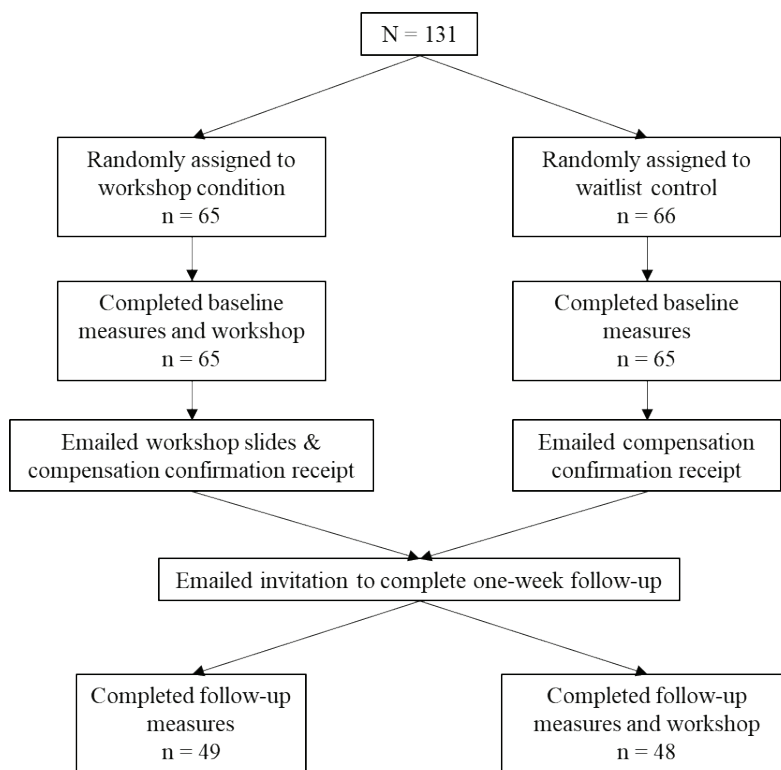 N = 131
Randomly assigned to
workshop condition
n = 65
Randomly assigned to
waitlist control
n = 66
Completed baseline
measures and workshop
n = 65
Completed baseline
measures
n = 65
Emailed workshop slides &
compensation confirmation receipt
Emailed compensation
confirmation receipt
Emailed invitation to complete one-week follow-up
Completed follow-up
measures
n = 49
Completed follow-up
measures and workshop
n = 48